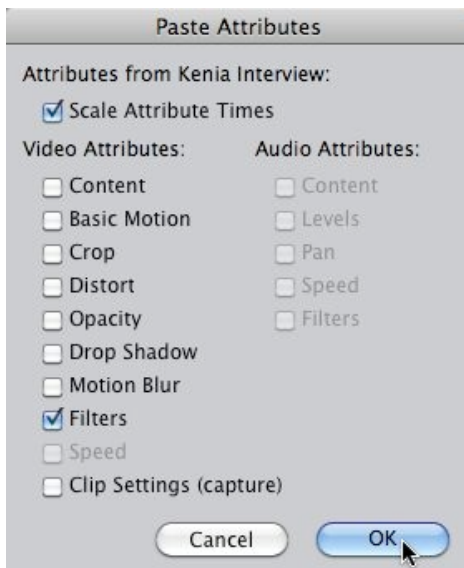 Paste Attributes
Attributes from Kenia Interview:
Scale Attribute Times
Video Attributes:
Content
Basic Motion
Crop
Distort
Opacity
Drop Shadow
Motion Blur
Filters
Speed
Clip Settings (capture)
Audio Attributes:
Content
Levels
Pan
Speed
Filters
Cancel
OK